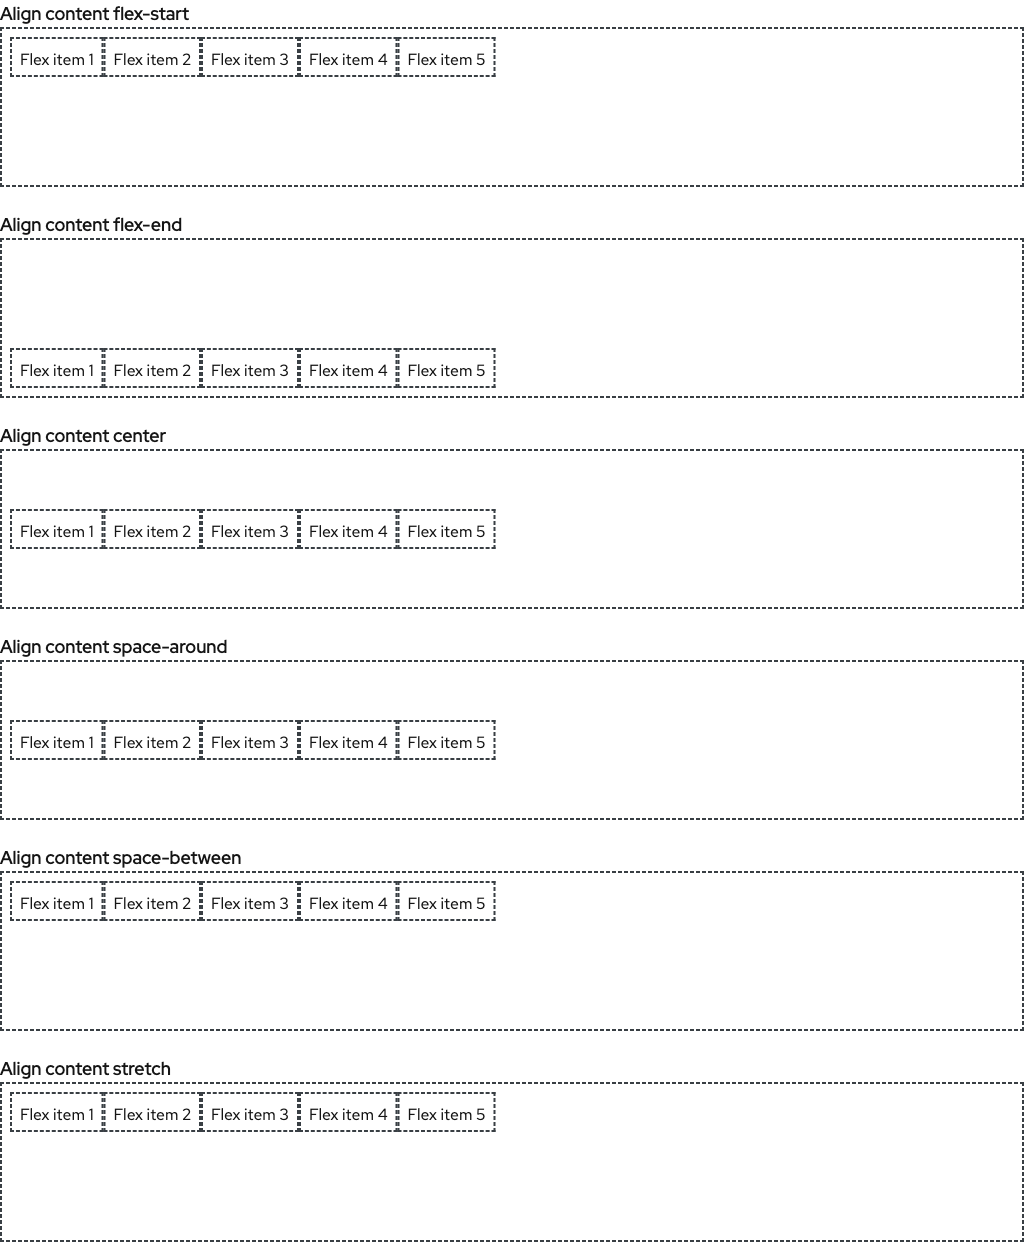 Align content flex-start
Flex item 1 Flex item 2 Flex item 3 Flex item 4 Flex item 5
Align content flex-end
Flex item 1 Flex item 2 Flex item 3 Flex item 4 Flex item 5
Align content center
Flex item 1 Flex item 2 Flex item 3 Flex item 4 Flex item 5
Align content space-around
Flex item 1 Flex item 2 Flex item 3 Flex item 4 Flex item 5
Align content space-between
Flex item 1 Flex item 2 Flex item 3 Flex item 4 Flex item 5
Align content stretch
Flex item 1 Flex item 2 Flex item 3 Flex item 4 Flex item 5